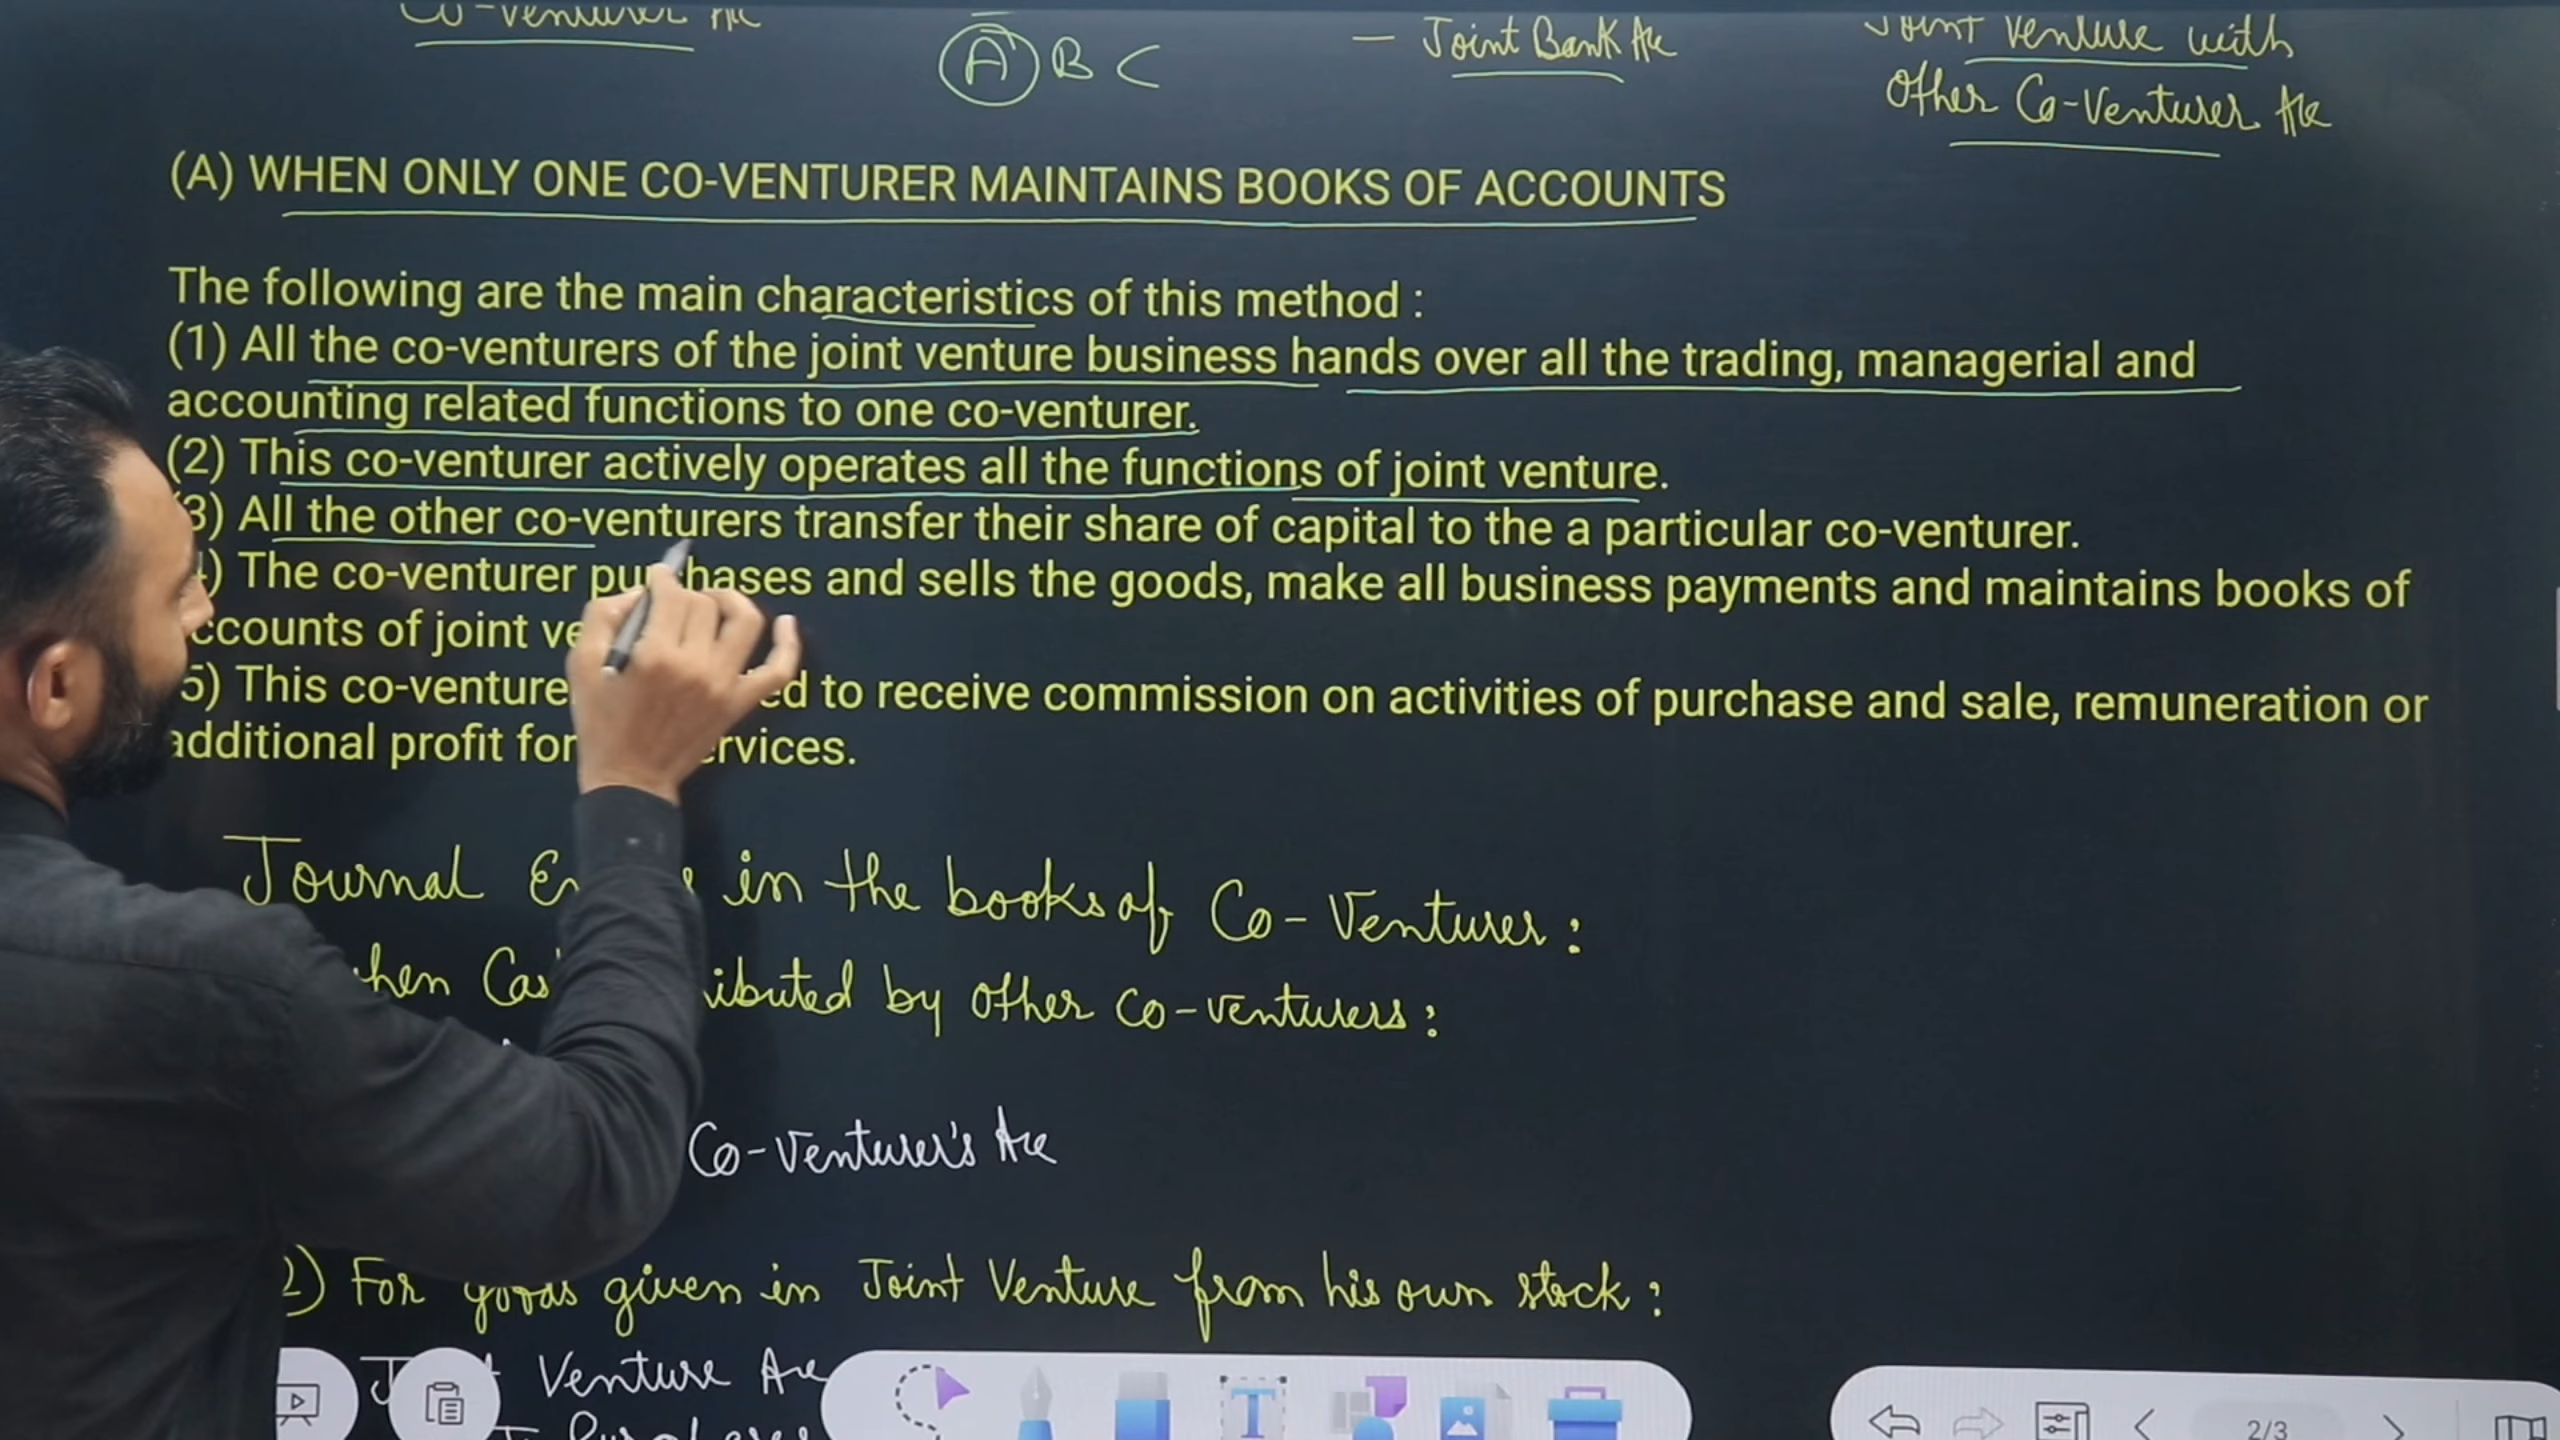 Co-Venturer A/c
A B C
- Joint Bank A/c
Joint Venture with
Other Co-Venturer A/c
(A) WHEN ONLY ONE CO-VENTURER MAINTAINS BOOKS OF ACCOUNTS
The following are the main characteristics of this method :
(1) All the co-venturers of the joint venture business hands over all the trading, managerial and
accounting related functions to one co-venturer.
(2) This co-venturer actively operates all the functions of joint venture.
3) All the other co-venturers transfer their share of capital to the a particular co-venturer.
) The co-venturer purchases and sells the goods, make all business payments and maintains books of
ccounts of joint ve
5) This co-venture ed to receive commission on activities of purchase and sale, remuneration or
additional profit for rvices.
Journal in the books of Co-Venturer :
hen Cas ributed by other co-venturers :
Co-Venturer's A/c
2) For goods given in Joint Venture from his own stock :
J Venture A/c
2/3